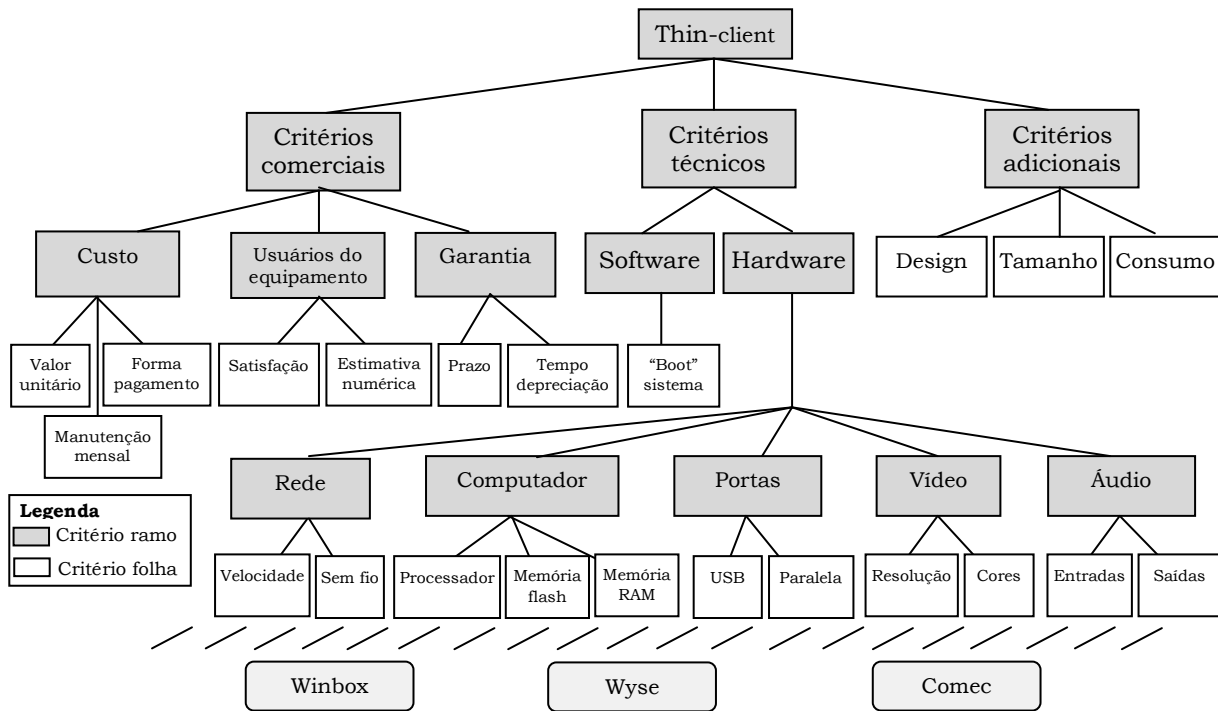 Thin-client
Critérios
comerciais
Critérios
técnicos
Critérios
adicionais
Custo
Usuários do
equipamento
Garantia
Software
Hardware
Design
Tamanho
Consumo
Valor
unitário
Forma
pagamento
Satisfação
Estimativa
numérica
Prazo
Tempo
depreciação
“Boot”
sistema
Manutenção
mensal
Rede
Computador
Portas
Vídeo
Áudio
Legenda
Critério ramo
Critério folha
Velocidade
Sem fio
Processador
Memória
flash
Memória
RAM
USB
Paralela
Resolução
Cores
Entradas
Saídas
Winbox
Wyse
Comec